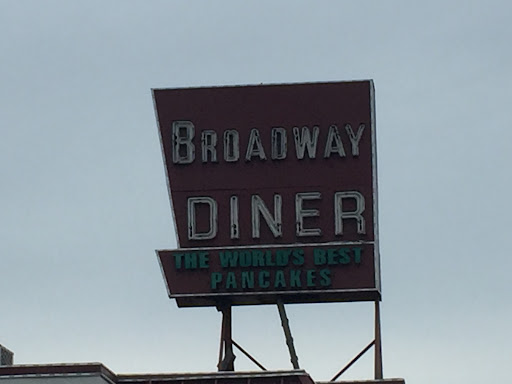 BROADWAY
DINER
THE WORLD'S BEST
PANCAKES